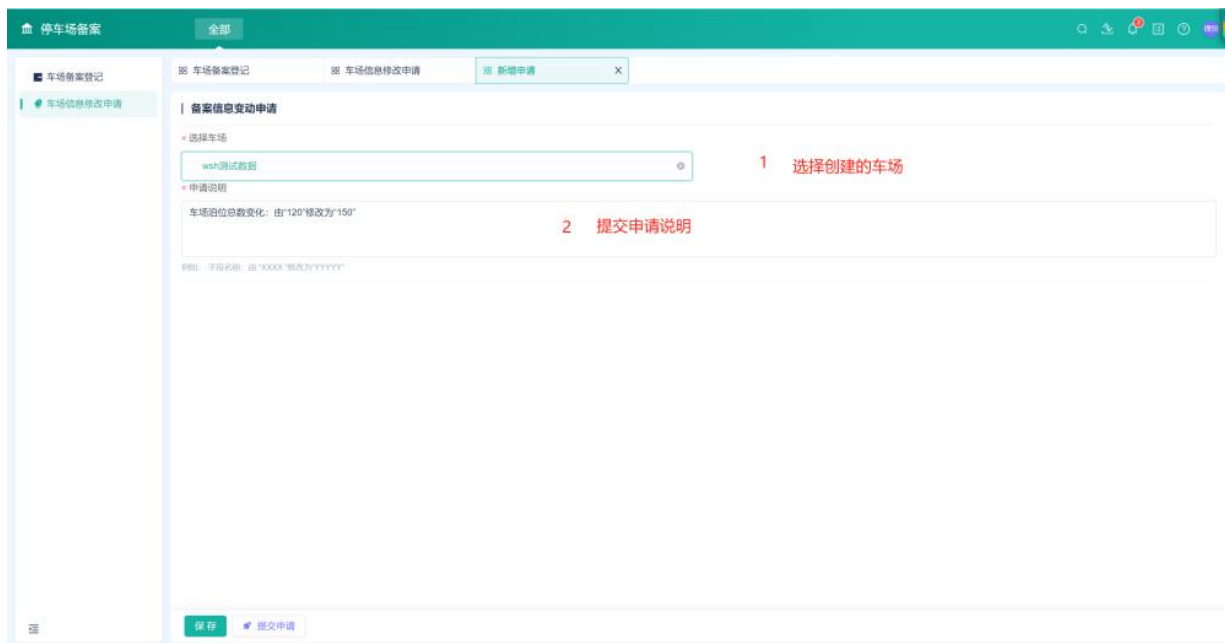 停车场备案
全部
2
车场备案登记
车场信息修改申请
车场备案登记
车场信息修改申请
新增申请
备案信息变动申请
* 选择车场
wsh测试数据
1 选择创建的车场
* 申请说明
车场泊位总数变化：由“120”修改为“150”
2 提交申请说明
例如：字段名称：由 “XXXX ”修改为“YYYYY”
保存
提交申请